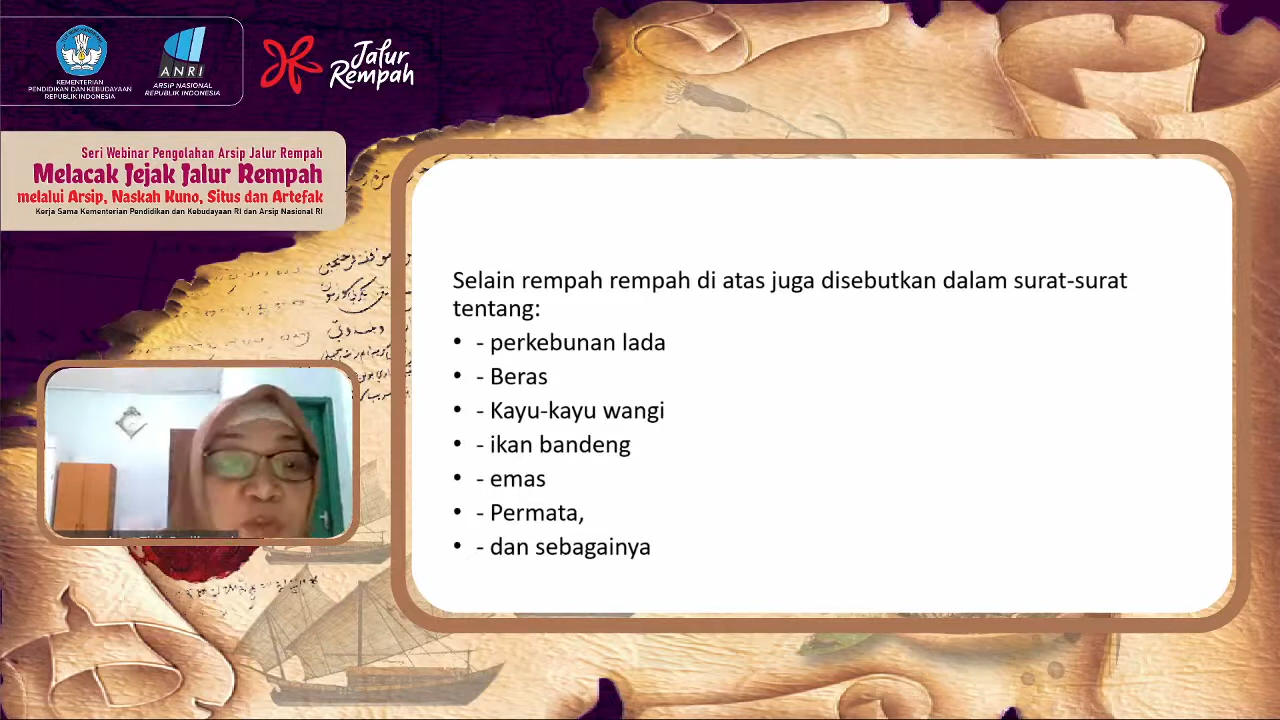 KEMENTERIAN
PENDIDIKAN DAN KEBUDAYAAN
REPUBLIK INDONESIA
ANRI
ARSIP NASIONAL
REPUBLIK INDONESIA
Jalur
Rempah
Seri Webinar Pengolahan Arsip Jalur Rempah
Melacak Jejak Jalur Rempah
melalui Arsip, Naskah Kuno, Situs dan Artefak
Kerja Sama Kementerian Pendidikan dan Kebudayaan RI dan Arsip Nasional RI
Selain rempah rempah di atas juga disebutkan dalam surat-surat
tentang:
• - perkebunan lada
• - Beras
• - Kayu-kayu wangi
• - ikan bandeng
• - emas
• - Permata,
• - dan sebagainya